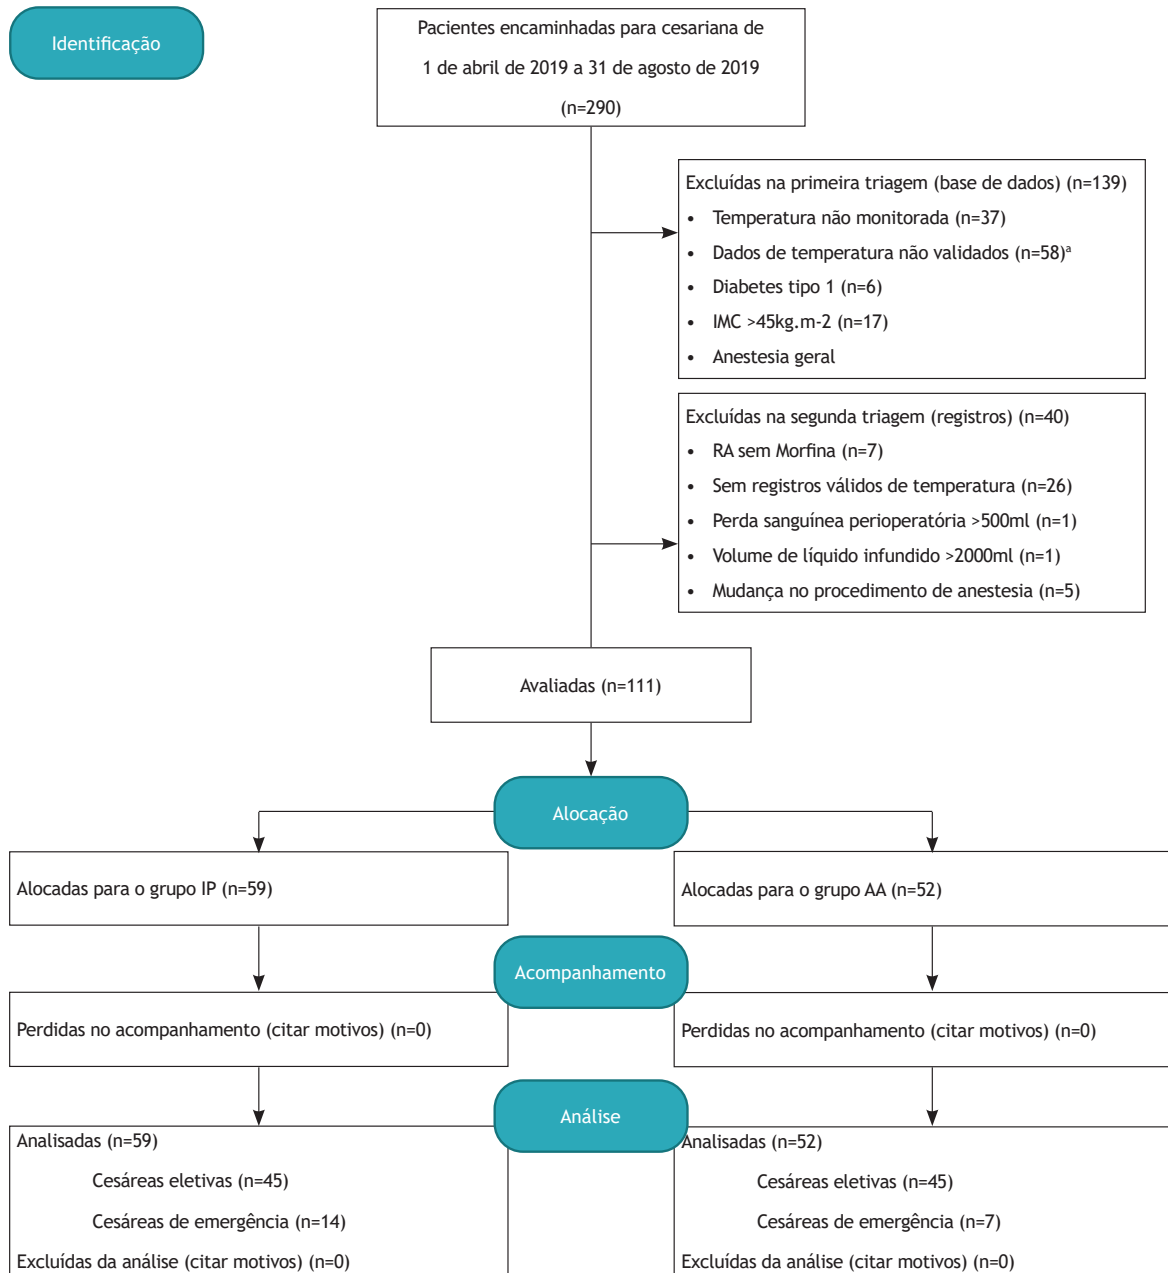 Identificação
Pacientes encaminhadas para cesariana de
1 de abril de 2019 a 31 de agosto de 2019
(n=290)
Excluídas na primeira triagem (base de dados) (n=139)
• Temperatura não monitorada (n=37)
• Dados de temperatura não validados (n=58)ª
• Diabetes tipo 1 (n=6)
• IMC >45kg.m-2 (n=17)
• Anestesia geral
Excluídas na segunda triagem (registros) (n=40)
• RA sem Morfina (n=7)
• Sem registros válidos de temperatura (n=26)
• Perda sanguínea perioperatória >500ml (n=1)
• Volume de líquido infundido >2000ml (n=1)
• Mudança no procedimento de anestesia (n=5)
Avaliadas (n=111)
Alocação
Alocadas para o grupo IP (n=59)
Alocadas para o grupo AA (n=52)
Acompanhamento
Perdidas no acompanhamento (citar motivos) (n=0)
Perdidas no acompanhamento (citar motivos) (n=0)
Análise
Analisadas (n=59)
Cesáreas eletivas (n=45)
Cesáreas de emergência (n=14)
Excluídas da análise (citar motivos) (n=0)
Analisadas (n=52)
Cesáreas eletivas (n=45)
Cesáreas de emergência (n=7)
Excluídas da análise (citar motivos) (n=0)